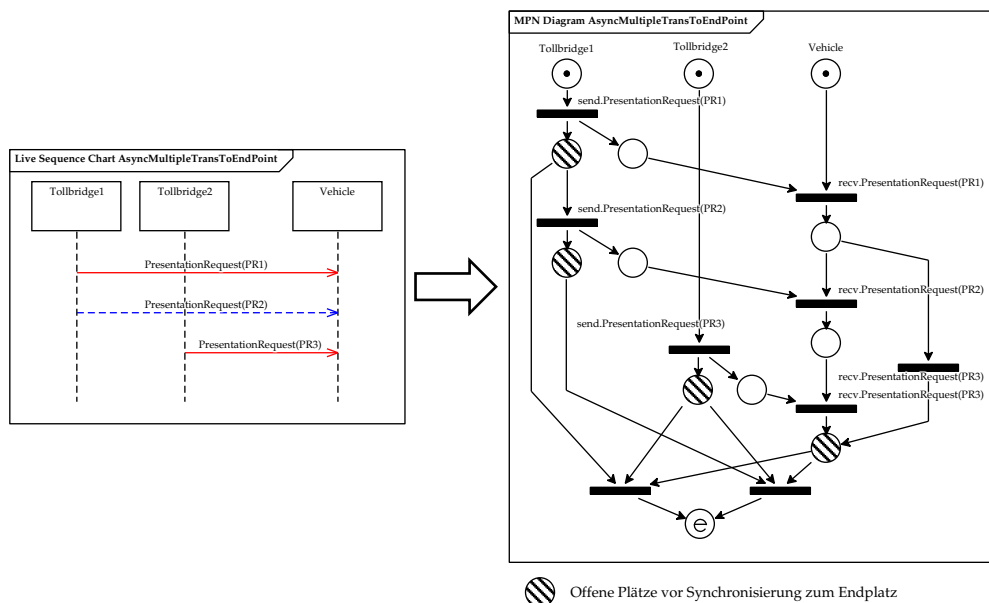 Live Sequence Chart AsyncMultipleTransToEndPoint
Tollbridge1
Tollbridge2
Vehicle
PresentationRequest(PR1)
PresentationRequest(PR2)
PresentationRequest(PR3)
MPN Diagram AsyncMultipleTransToEndPoint
Tollbridge1
Tollbridge2
Vehicle
send.PresentationRequest(PR1)
recv.PresentationRequest(PR1)
send.PresentationRequest(PR2)
recv.PresentationRequest(PR2)
send.PresentationRequest(PR3)
recv.PresentationRequest(PR3)
recv.PresentationRequest(PR3)
e
Offene Plätze vor Synchronisierung zum Endplatz